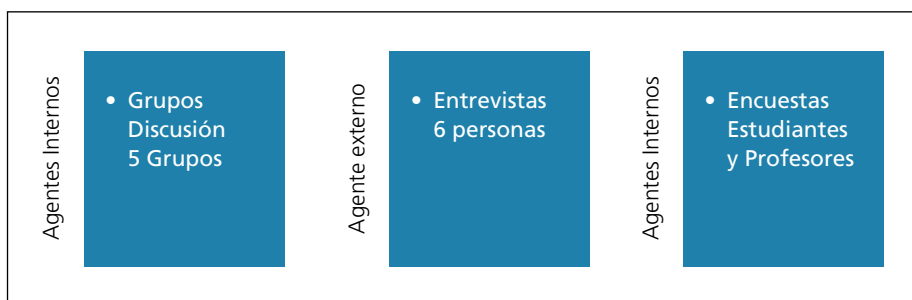 Agentes Internos
• Grupos
Discusión
5 Grupos
Agente externo
• Entrevistas
6 personas
Agentes Internos
• Encuestas
Estudiantes
y Profesores